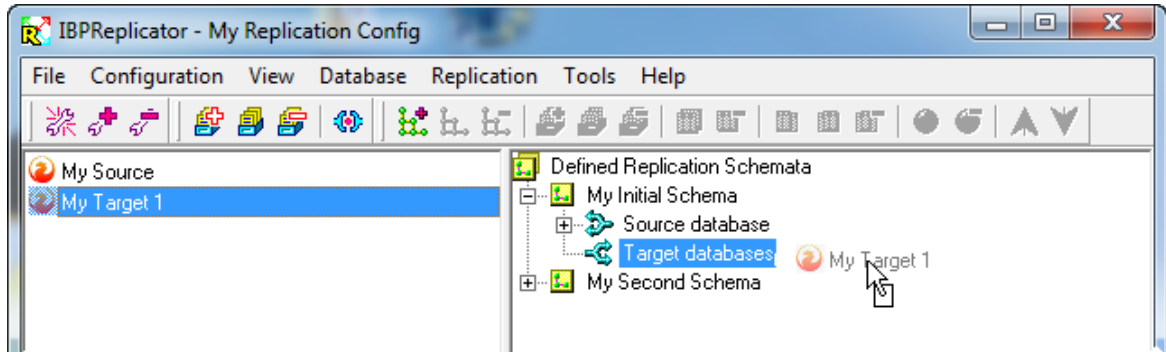 IBPReplicator - My Replication Config
File Configuration View Database Replication Tools Help
My Source
My Target 1
Defined Replication Schemata
My Initial Schema
Source database
Target databases
My Target 1
My Second Schema